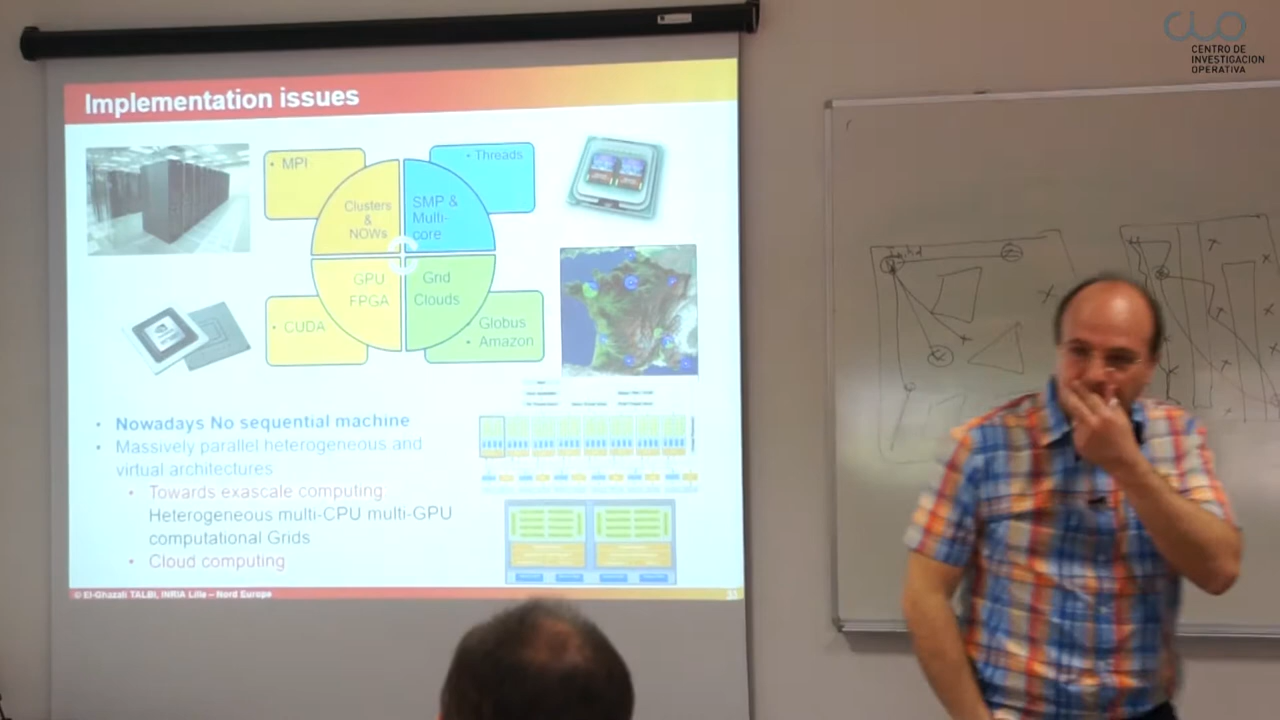 CIO
CENTRO DE
INVESTIGACION
OPERATIVA
Implementation issues
• MPI
• Threads
Clusters
&
NOWs
SMP &
Multi-
core
GPU
FPGA
Grid
Clouds
• CUDA
• Globus
• Amazon
• Nowadays No sequential machine
• Massively parallel heterogeneous and
virtual architectures
• Towards exascale computing
Heterogeneous multi-CPU multi-GPU
computational Grids
• Cloud computing
© El-Ghazali TALBI, INRIA Lille – Nord Europe
31